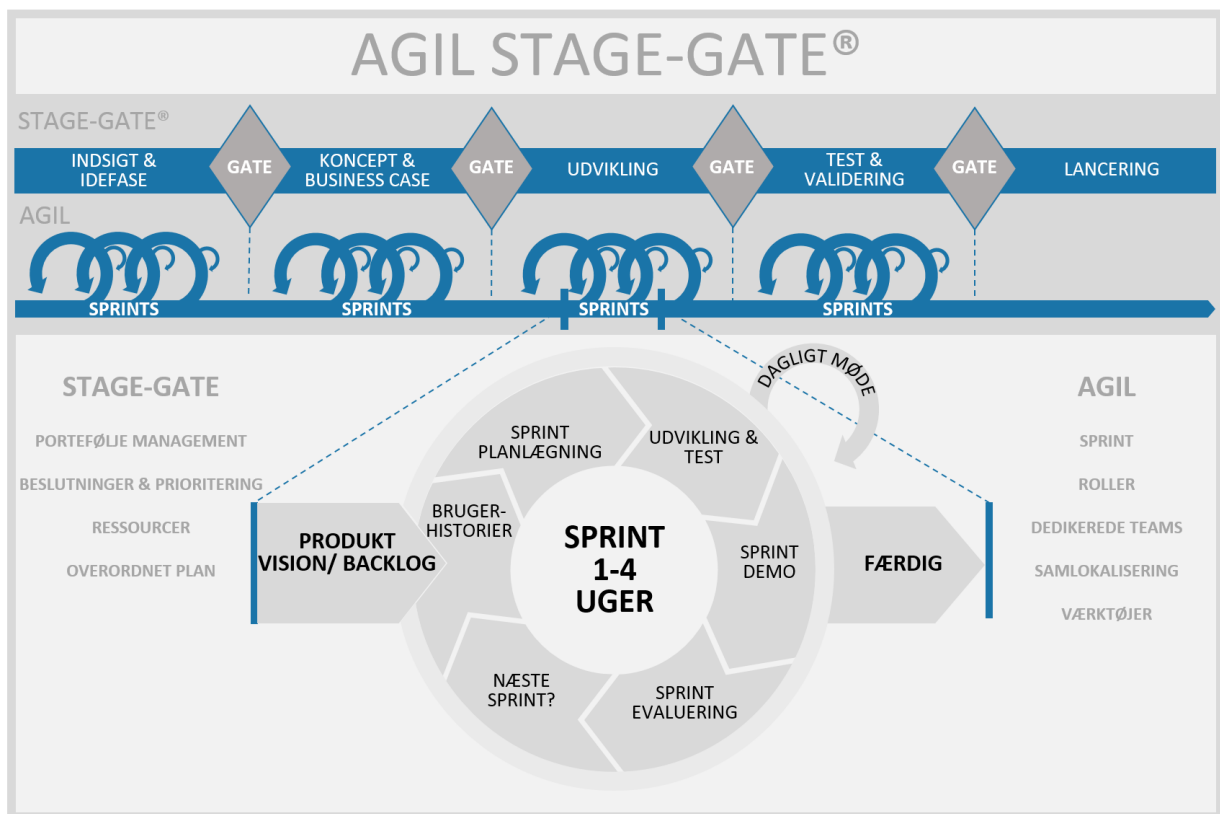 AGIL STAGE-GATE®
STAGE-GATE®
INDSIGT &
IDEFASE
GATE
KONCEPT &
BUSINESS CASE
GATE
UDVIKLING
GATE
TEST &
VALIDERING
GATE
LANCERING
AGIL
SPRINTS
SPRINTS
SPRINTS
SPRINTS
STAGE-GATE
PORTEFØLJE MANAGEMENT
BESLUTNINGER & PRIORITERING
RESSOURCER
OVERORDNET PLAN
PRODUKT
VISION/ BACKLOG
BRUGER-
HISTORIER
SPRINT
PLANLÆGNING
UDVIKLING &
TEST
SPRINT
DEMO
SPRINT
EVALUERING
NÆSTE
SPRINT?
SPRINT
1-4
UGER
DAGLIGT MØDE
FÆRDIG
AGIL
SPRINT
ROLLER
DEDIKEREDE TEAMS
SAMLOKALISERING
VÆRKTØJER